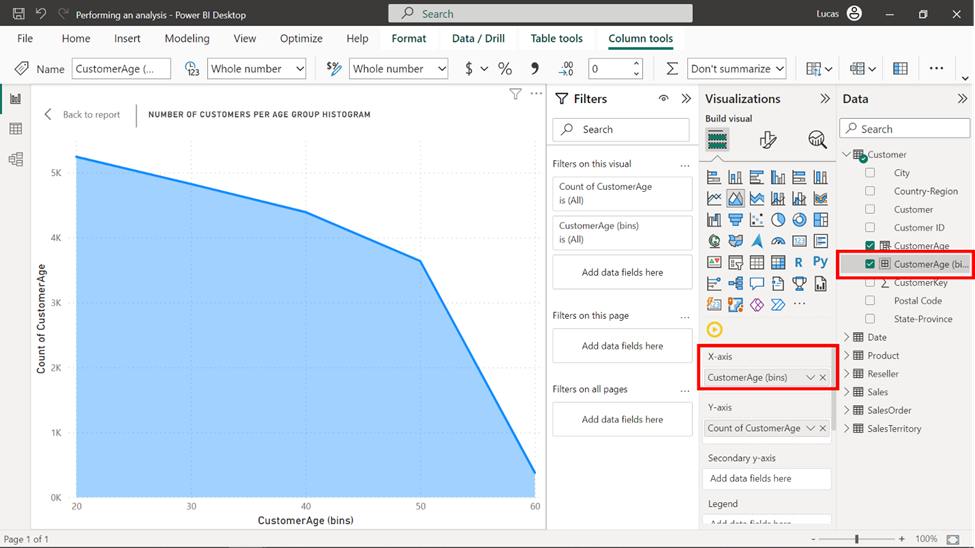 Performing an analysis - Power BI Desktop
Search
Lucas
File
Home
Insert
Modeling
View
Optimize
Help
Format
Data / Drill
Table tools
Column tools
Name
CustomerAge (...
Whole number
Whole number
$
%
0
Don't summarize
Back to report
NUMBER OF CUSTOMERS PER AGE GROUP HISTOGRAM
Count of CustomerAge
5K
4K
3K
2K
1K
0K
20
30
40
50
60
CustomerAge (bins)
Filters
Search
Filters on this visual
Count of CustomerAge
is (All)
CustomerAge (bins)
is (All)
Add data fields here
Filters on this page
Add data fields here
Filters on all pages
Add data fields here
Visualizations
Build visual
R
Py
X-axis
CustomerAge (bins)
Y-axis
Count of CustomerAge
Secondary y-axis
Add data fields here
Legend
Add data fields here
Data
Search
Customer
City
Country-Region
Customer
Customer ID
CustomerAge
CustomerAge (bi...
CustomerKey
Postal Code
State-Province
Date
Product
Reseller
Sales
SalesOrder
SalesTerritory
Page 1 of 1
100%